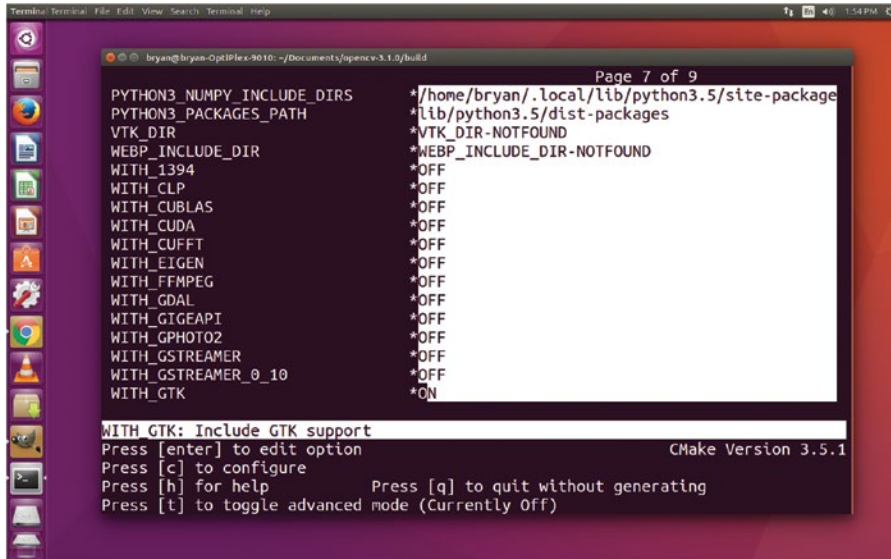 Terminal Terminal File Edit View Search Terminal Help
1:54 PM
bryan@bryan-OptiPlex-9010: ~/Documents/opencv-3.1.0/build
Page 7 of 9
PYTHON3_NUMPY_INCLUDE_DIRS */home/bryan/.local/lib/python3.5/site-package
PYTHON3_PACKAGES_PATH *lib/python3.5/dist-packages
VTK_DIR *VTK_DIR-NOTFOUND
WEBP_INCLUDE_DIR *WEBP_INCLUDE_DIR-NOTFOUND
WITH_1394 *OFF
WITH_CLP *OFF
WITH_CUBLAS *OFF
WITH_CUDA *OFF
WITH_CUFFT *OFF
WITH_EIGEN *OFF
WITH_FFMPEG *OFF
WITH_GDAL *OFF
WITH_GIGEAPI *OFF
WITH_GPHOTO2 *OFF
WITH_GSTREAMER *OFF
WITH_GSTREAMER_0_10 *OFF
WITH_GTK *ON
WITH_GTK: Include GTK support
Press [enter] to edit option CMake Version 3.5.1
Press [c] to configure
Press [h] for help Press [q] to quit without generating
Press [t] to toggle advanced mode (Currently Off)